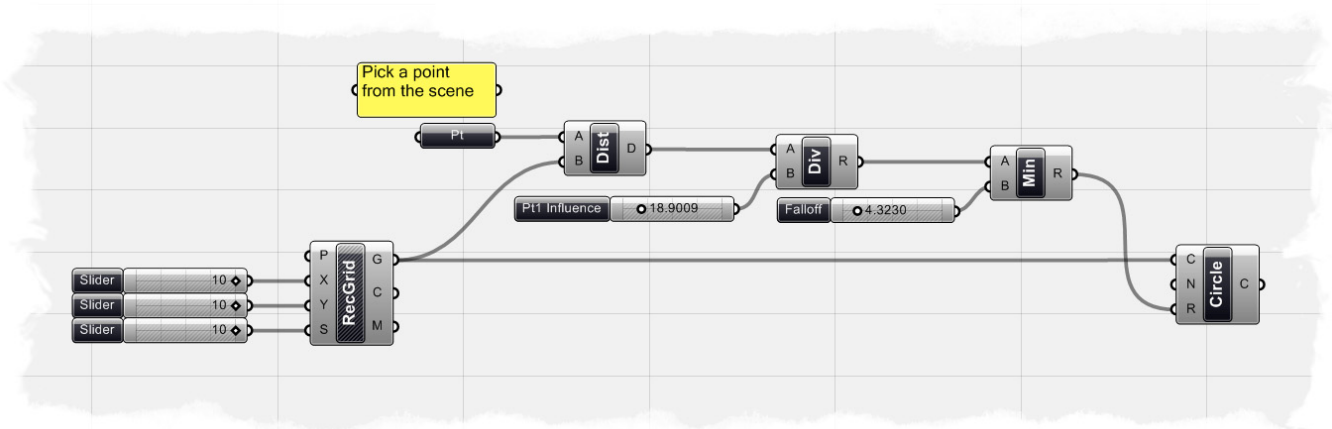 Pick a point
from the scene
Pt
A
B
Dist
D
A
B
Div
R
A
B
Min
R
Pt1 Influence
18.9009
Falloff
4.3230
P
X
Y
S
RecGrid
G
C
M
Slider
10
Slider
10
Slider
10
C
N
R
Circle
C